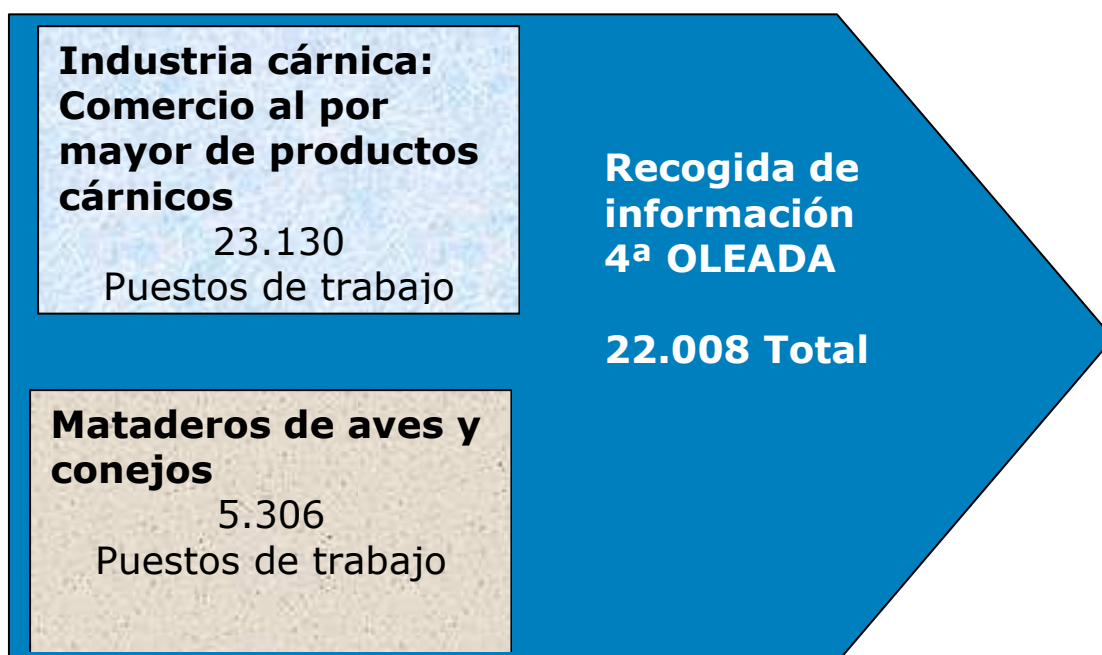 Industria cárnica:
Comercio al por
mayor de productos
cárnicos
23.130
Puestos de trabajo
Recogida de
información
4ª OLEADA
22.008 Total
Mataderos de aves y
conejos
5.306
Puestos de trabajo